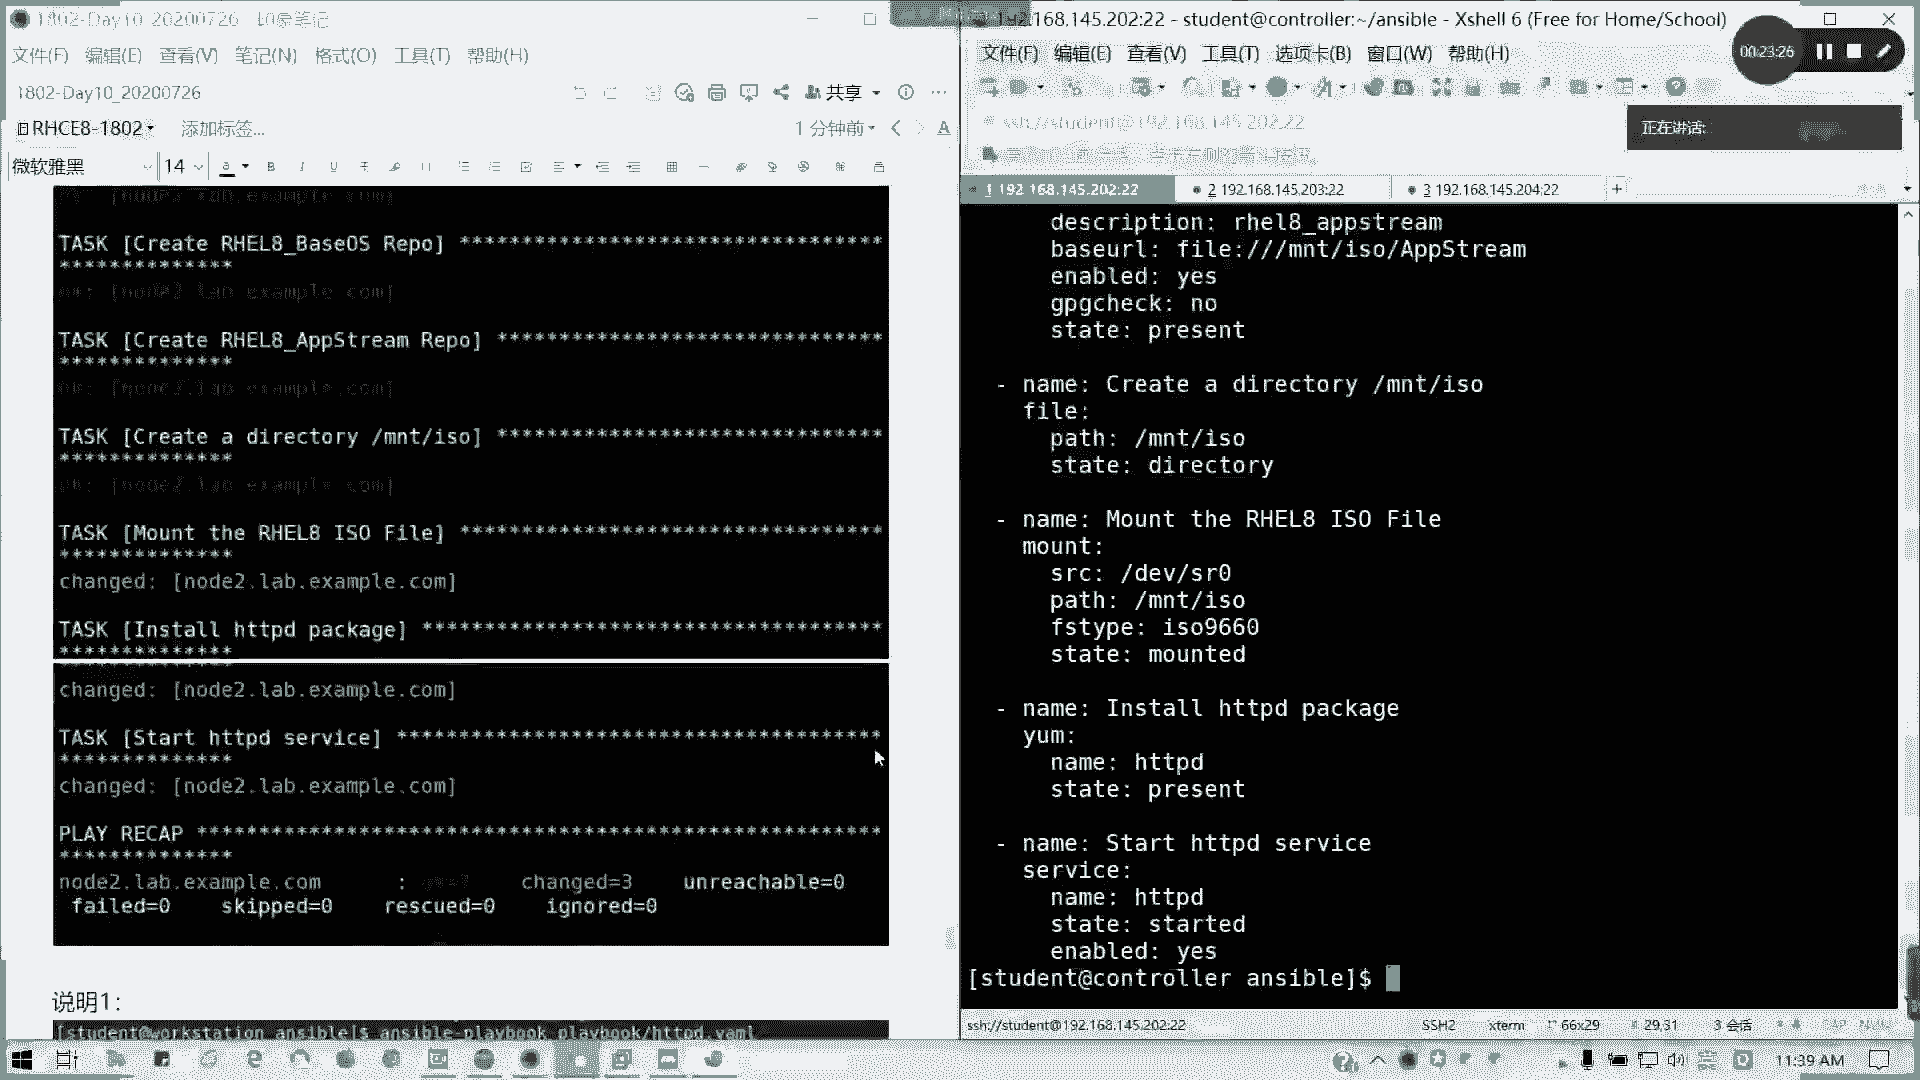 1802-Day10_20200726 - 印象笔记
文件(F) 编辑(E) 查看(V) 笔记(N) 格式(O) 工具(T) 帮助(H)
1802-Day10_20200726
共享
RHCE8-1802
添加标签...
1 分钟前
微软雅黑
14
TASK [Create RHEL8_BaseOS Repo] **********************************
**************
ok: [node2.lab.example.com]
TASK [Create RHEL8_AppStream Repo] *******************************
**************
ok: [node2.lab.example.com]
TASK [Create a directory /mnt/iso] *******************************
**************
ok: [node2.lab.example.com]
TASK [Mount the RHEL8 ISO File] **********************************
**************
changed: [node2.lab.example.com]
TASK [Install httpd package] *************************************
**************
changed: [node2.lab.example.com]
TASK [Start httpd service] ***************************************
**************
changed: [node2.lab.example.com]
PLAY RECAP *******************************************************
**************
node2.lab.example.com : changed=3 unreachable=0
failed=0 skipped=0 rescued=0 ignored=0
说明1：
[student@workstation ansible]$ ansible-playbook playbook/httpd.yaml
192.168.145.202:22 - student@controller:~/ansible - Xshell 6 (Free for Home/School)
文件(F) 编辑(E) 查看(V) 工具(T) 选项卡(B) 窗口(W) 帮助(H)
00:23:26
ssh://student@192.168.145.202:22
正在讲话:
1 192.168.145.202:22
2 192.168.145.203:22
3 192.168.145.204:22
description: rhel8_appstream
baseurl: file:///mnt/iso/AppStream
enabled: yes
gpgcheck: no
state: present
- name: Create a directory /mnt/iso
file:
path: /mnt/iso
state: directory
- name: Mount the RHEL8 ISO File
mount:
src: /dev/sr0
path: /mnt/iso
fstype: iso9660
state: mounted
- name: Install httpd package
yum:
name: httpd
state: present
- name: Start httpd service
service:
name: httpd
state: started
enabled: yes
[student@controller ansible]$
ssh://student@192.168.145.202:22
SSH2
xterm
66x29
29,31
3 会话
CAP NUM
英
11:39 AM